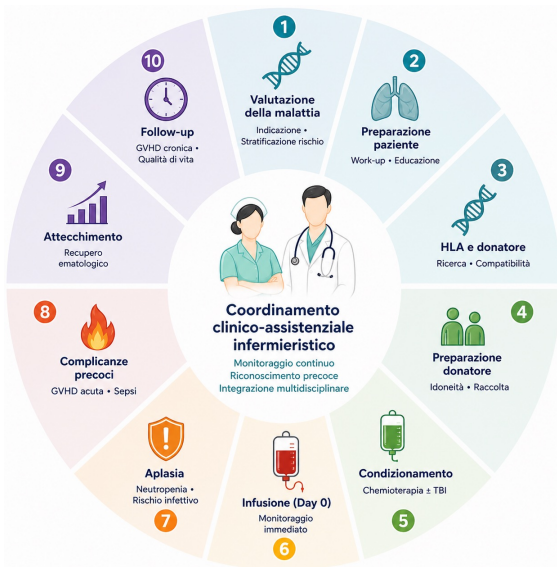 1
Valutazione
della malattia
Indicazione •
Stratificazione rischio
2
Preparazione
paziente
Work-up • Educazione
3
HLA e donatore
Ricerca • Compatibilità
4
Preparazione
donatore
Idoneità • Raccolta
Condizionamento
Chemioterapia ± TBI
5
Infusione (Day 0)
Monitoraggio
immediato
6
Aplasia
Neutropenia •
Rischio infettivo
7
8
Complicanze
precoci
GVHD acuta • Sepsi
9
Attecchimento
Recupero
ematologico
10
Follow-up
GVHD cronica •
Qualità di vita
Coordinamento
clinico-assistenziale
infermieristico
Monitoraggio continuo
Riconoscimento precoce
Integrazione multidisciplinare